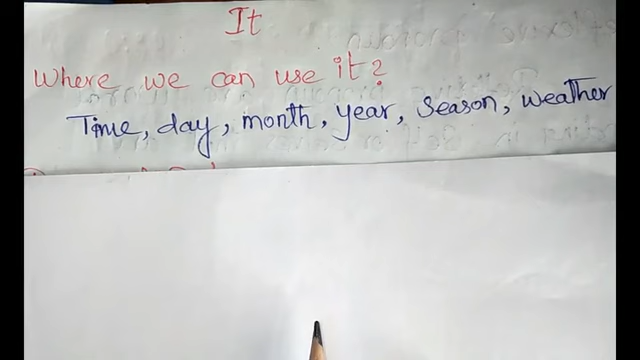 It
Where we can use it?
Time, day, month, year, season, weather